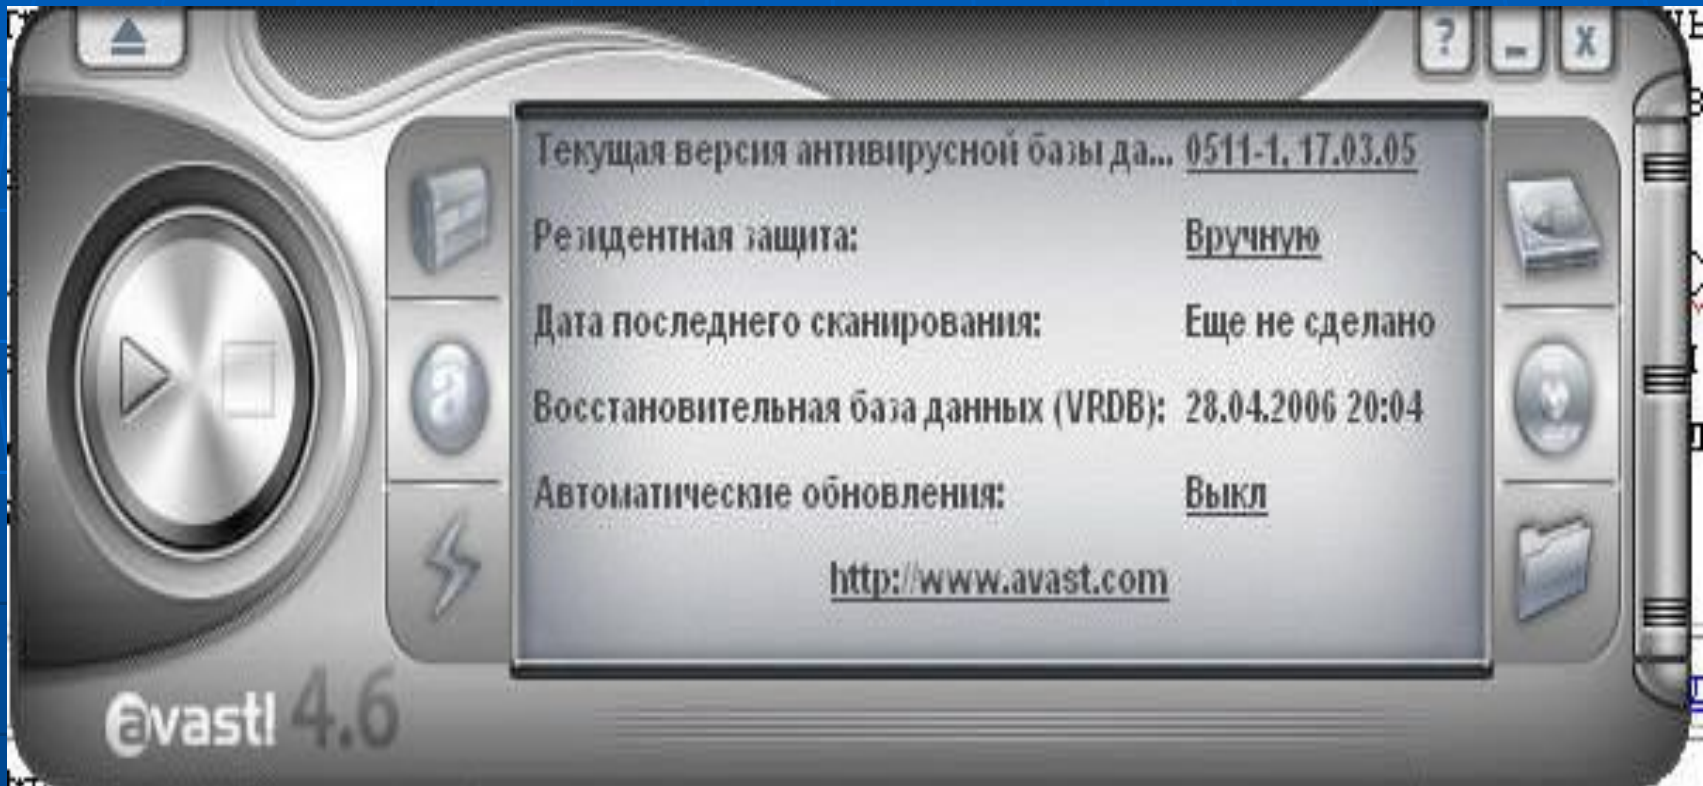 ?
X
Текущая версия антивирусной базы да... 0511-1, 17.03.05
Резидентная защита: Вручную
Дата последнего сканирования: Еще не сделано
Восстановительная база данных (VRDB): 28.04.2006 20:04
Автоматические обновления: Выкл
http://www.avast.com
avast! 4.6